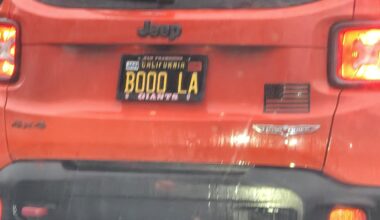 Jeep
SAN FRANCISCO
CALIFORNIA
BOOO LA
GIANTS
4x4